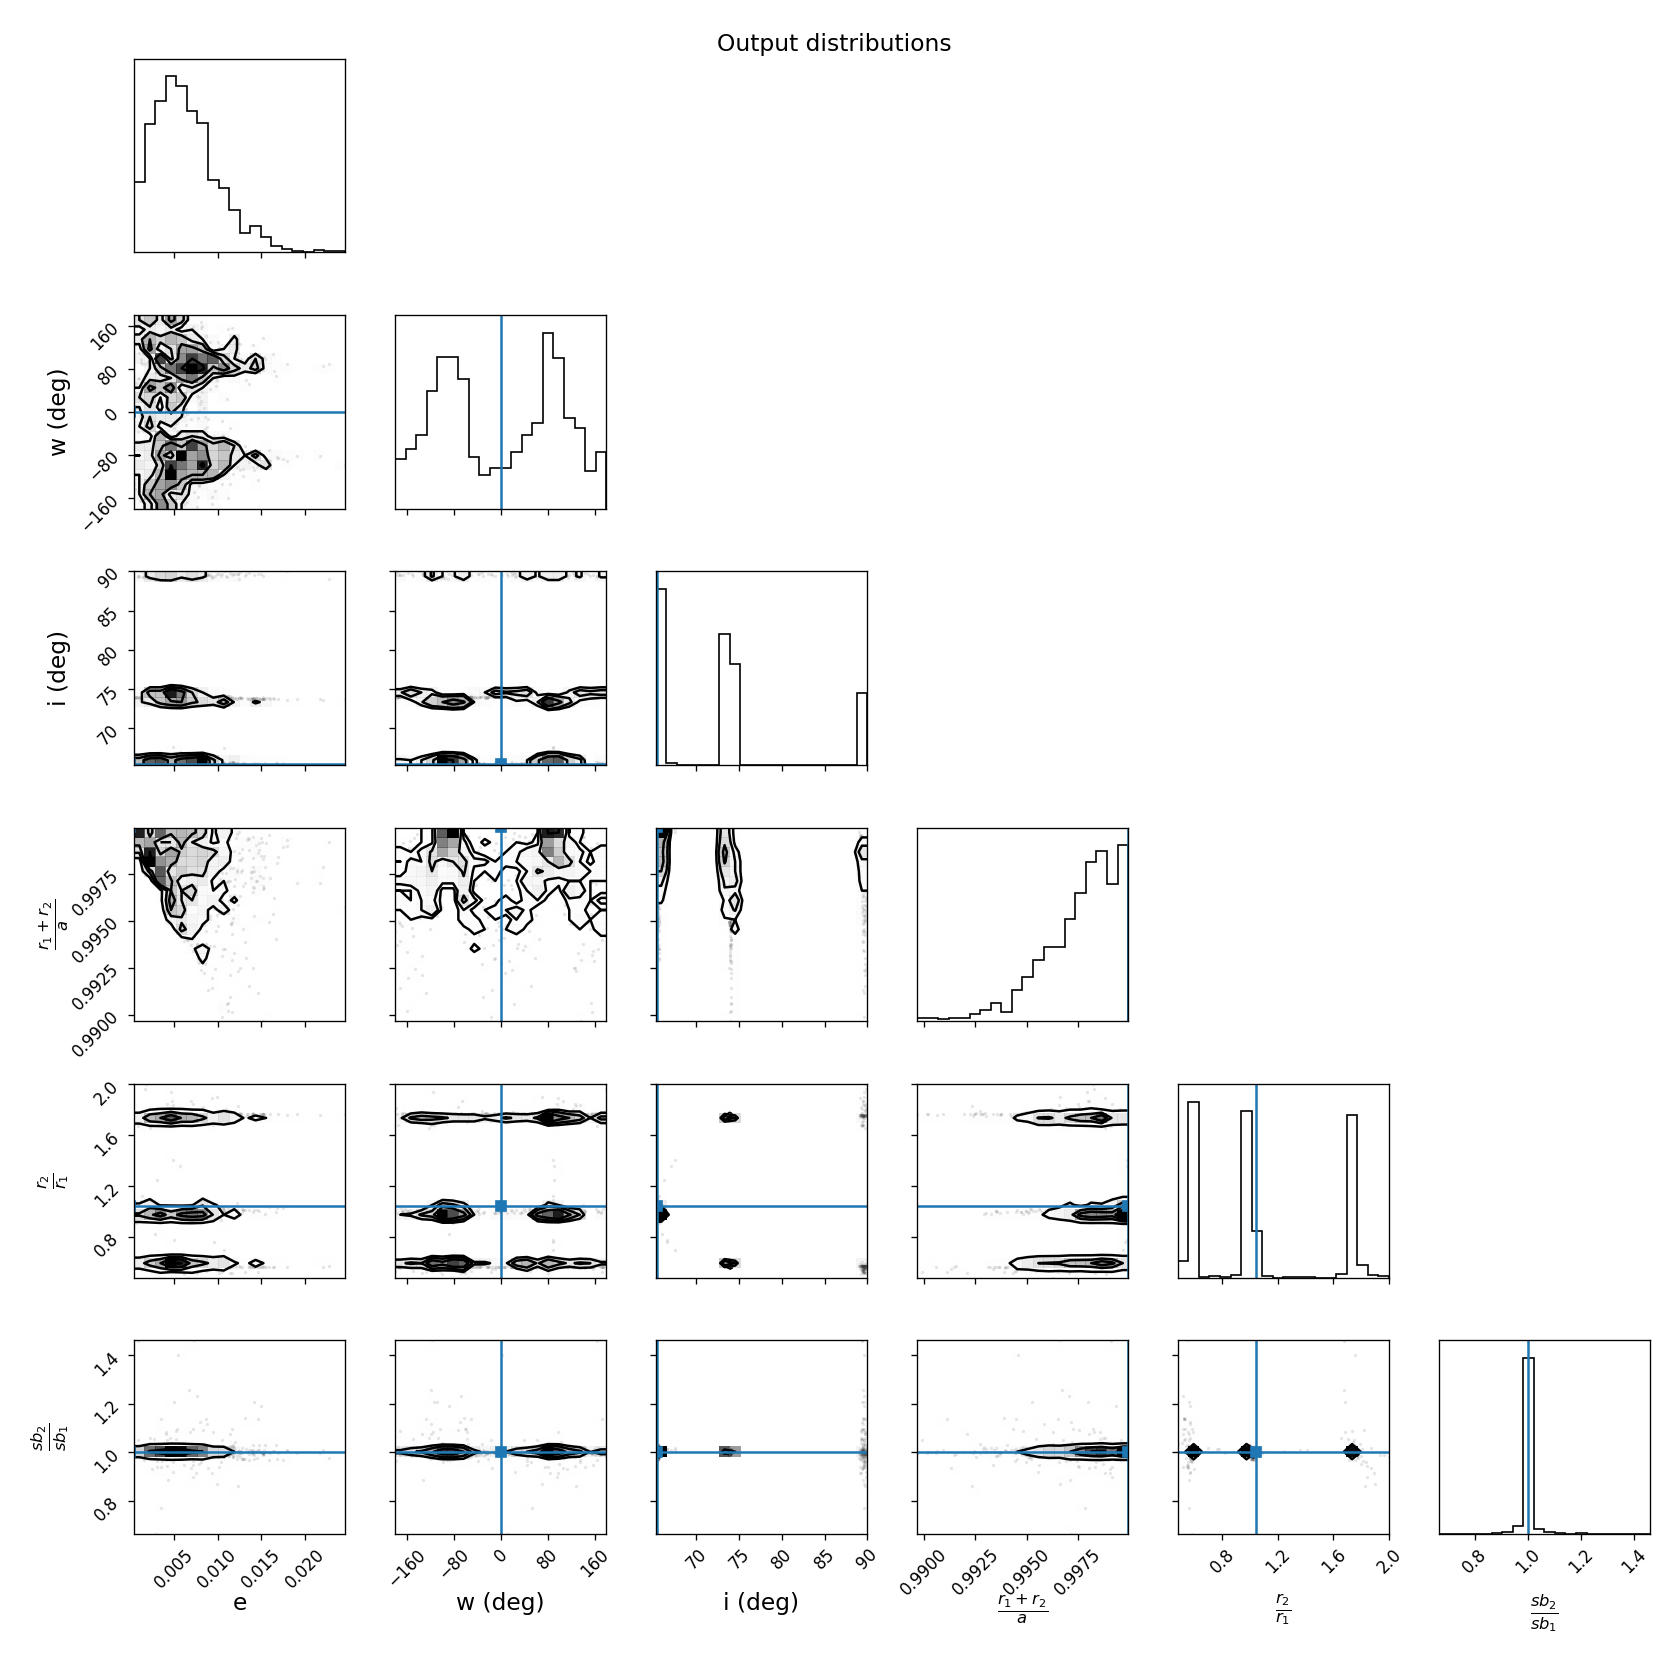 Output distributions
w (deg)
160
80
0
−80
−160
i (deg)
90
85
80
75
70
r₁ + r₂
a
0.9975
0.9950
0.9925
0.9900
r₂
r₁
2.0
1.6
1.2
0.8
sb₂
sb₁
1.4
1.2
1.0
0.8
0.005 0.010 0.015 0.020
e
−160 −80 0 80 160
w (deg)
70 75 80 85 90
i (deg)
0.9900 0.9925 0.9950 0.9975
r₁ + r₂
a
0.8 1.2 1.6 2.0
r₂
r₁
0.8 1.0 1.2 1.4
sb₂
sb₁